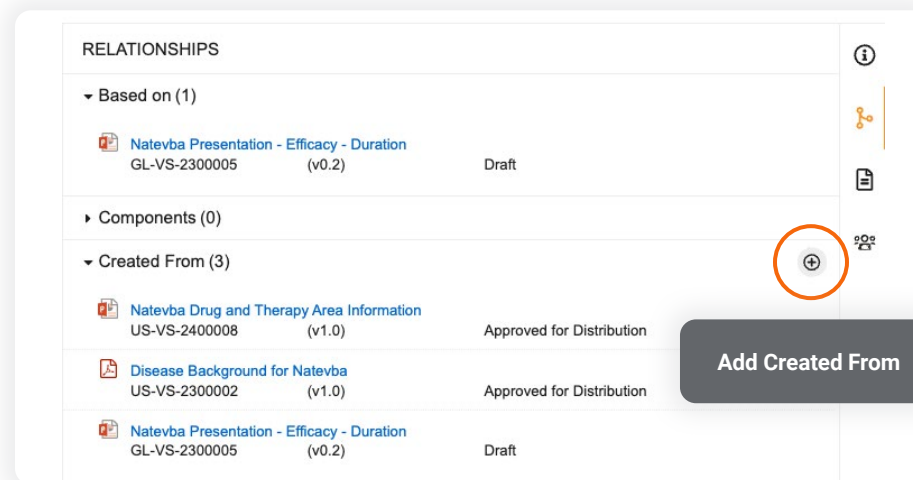 RELATIONSHIPS
Based on (1)
Natevba Presentation - Efficacy - Duration
GL-VS-2300005 (v0.2) Draft
Components (0)
Created From (3)
Natevba Drug and Therapy Area Information
US-VS-2400008 (v1.0) Approved for Distribution
Add Created From
Disease Background for Natevba
US-VS-2300002 (v1.0) Approved for Distribution
Natevba Presentation - Efficacy - Duration
GL-VS-2300005 (v0.2) Draft